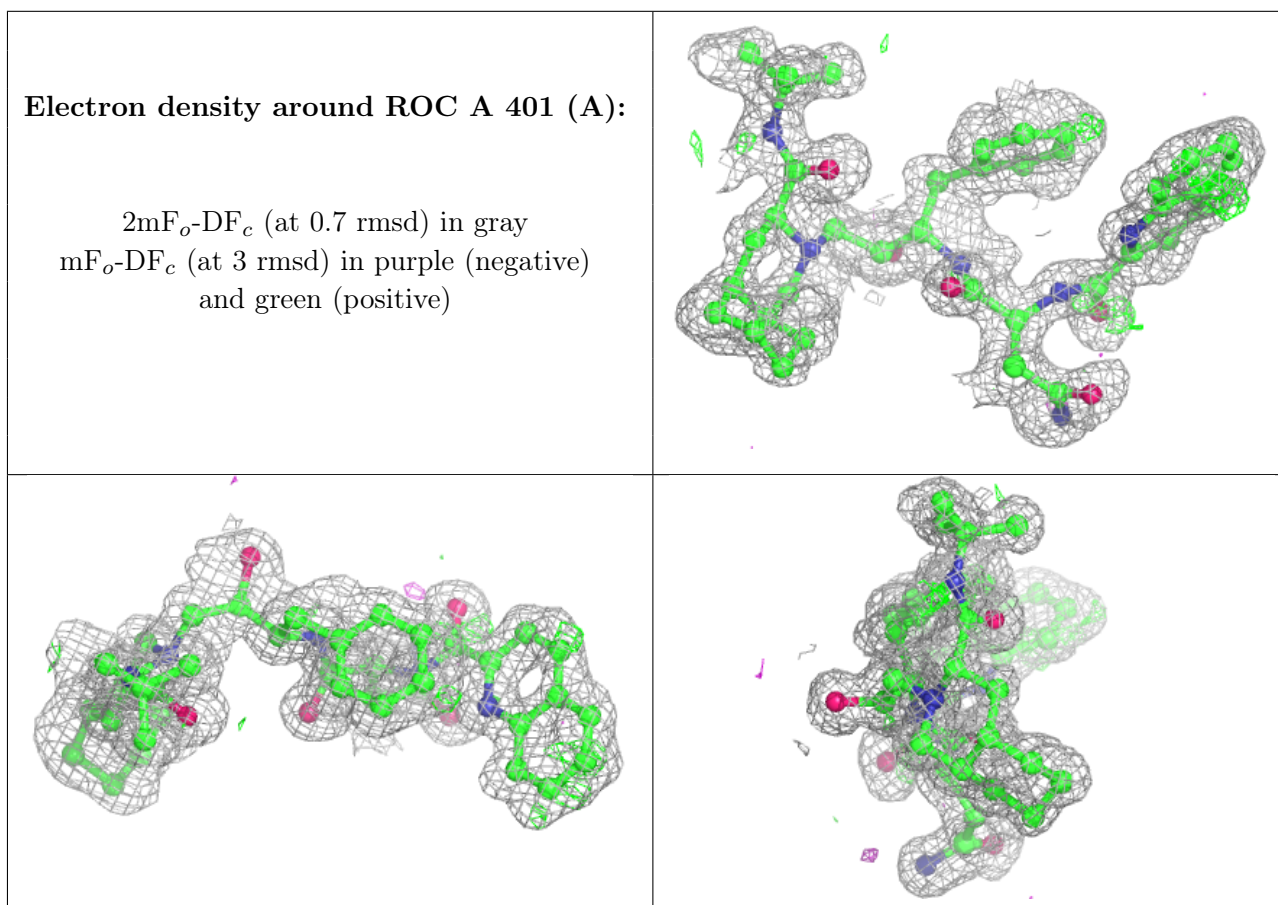 Electron density around ROC A 401 (A):
2mFo-DFc (at 0.7 rmsd) in gray
mFo-DFc (at 3 rmsd) in purple (negative)
and green (positive)